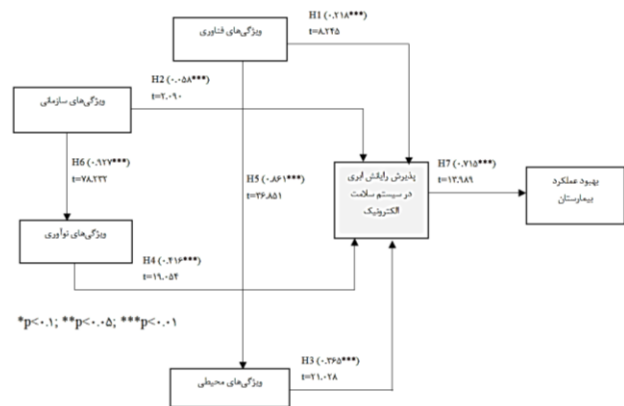 H1 (۰.۲۱۸***)
t=۸.۲۴۵
ویژگی‌های فناوری
H2 (۰.۰۵۸***)
t=۲.۰۹۰
ویژگی‌های سازمانی
H6 (۰.۹۲۷***)
t=۷۸.۲۳۲
H5 (۰.۸۶۱***)
t=۳۶.۸۵۱
پذیرش رایانش ابری
در سیستم سلامت
الکترونیک
H7 (۰.۷۱۵***)
t=۱۳.۹۸۹
بهبود عملکرد
بیمارستان
ویژگی‌های نوآوری
H4 (۰.۴۱۶***)
t=۱۹.۰۵۴
*p<۰.۱; **p<۰.۰۵; ***p<۰.۰۱
H3 (۰.۳۶۵***)
t=۲۱.۰۲۸
ویژگی‌های محیطی